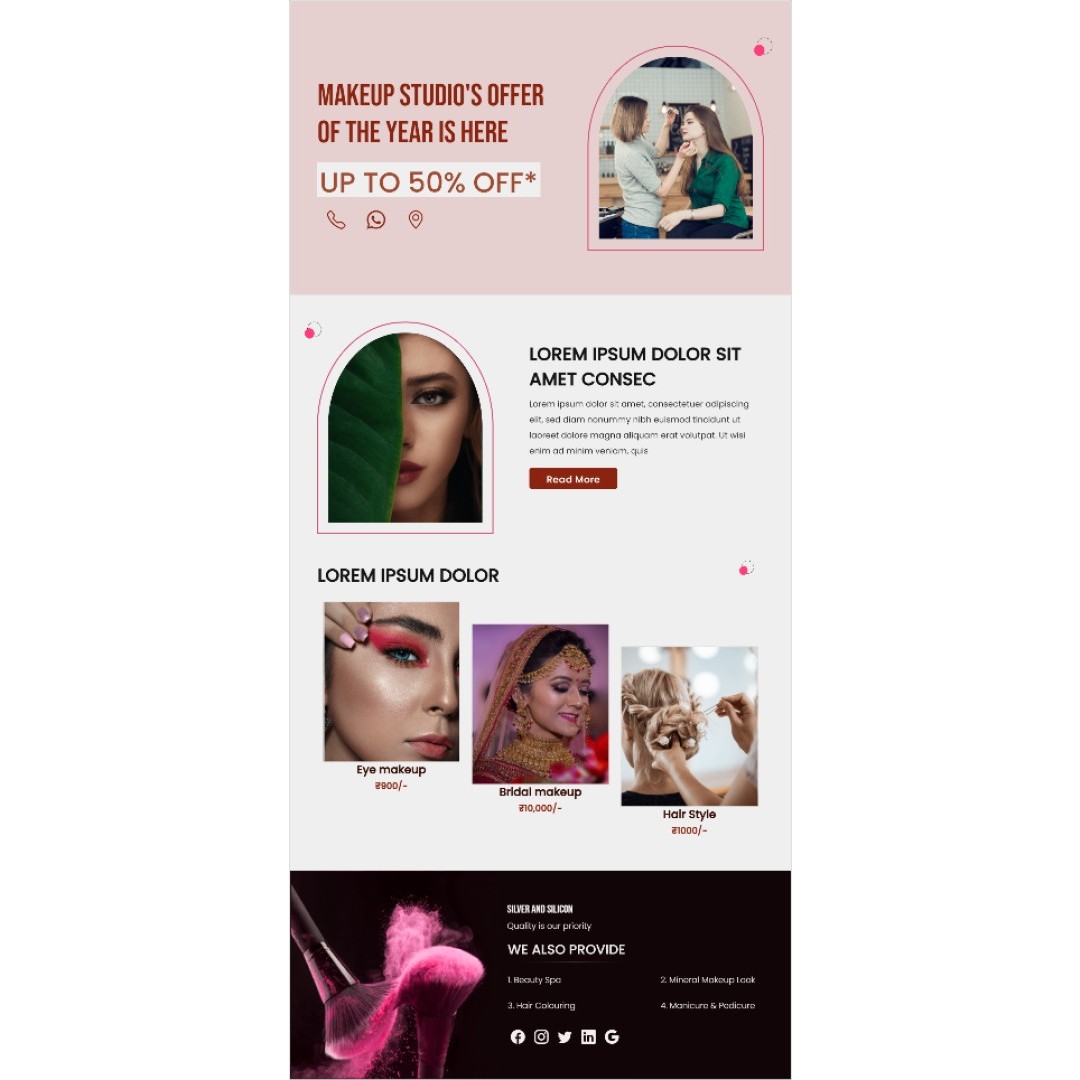 MAKEUP STUDIO'S OFFER
OF THE YEAR IS HERE
UP TO 50% OFF*
LOREM IPSUM DOLOR SIT
AMET CONSEC
Lorem ipsum dolor sit amet, consectetuer adipiscing
elit, sed diam nonummy nibh euismod tincidunt ut
laoreet dolore magna aliquam erat volutpat. Ut wisi
enim ad minim veniam, quis
Read More
LOREM IPSUM DOLOR
Eye makeup
₹900/-
Bridal makeup
₹10,000/-
Hair Style
₹1000/-
SILVER AND SILICON
Quality is our priority
WE ALSO PROVIDE
1. Beauty Spa
2. Mineral Makeup Look
3. Hair Colouring
4. Manicure & Pedicure